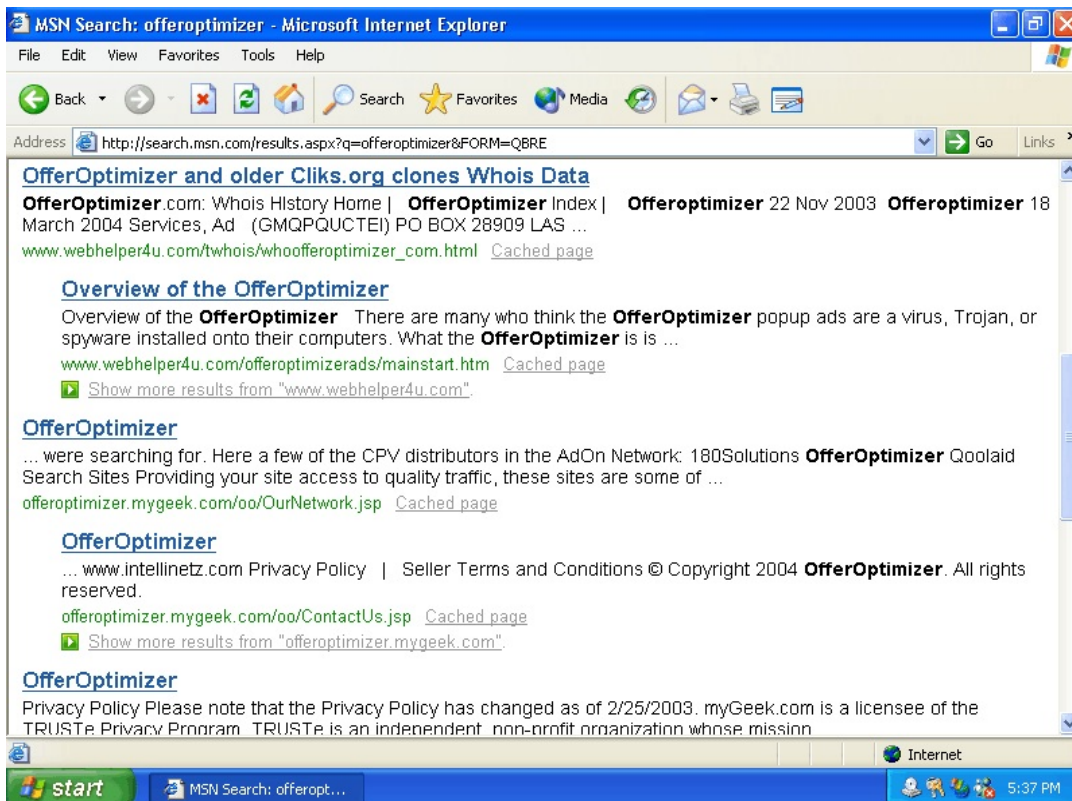 MSN Search: offeroptimizer - Microsoft Internet Explorer
File Edit View Favorites Tools Help
Back Search Favorites Media
Address http://search.msn.com/results.aspx?q=offeroptimizer&FORM=QBRE Go Links
OfferOptimizer and older Cliks.org clones Whois Data
OfferOptimizer.com: Whois HIstory Home | OfferOptimizer Index | Offeroptimizer 22 Nov 2003 Offeroptimizer 18
March 2004 Services, Ad (GMQPQUCTEI) PO BOX 28909 LAS ...
www.webhelper4u.com/twhois/whoofferoptimizer_com.html Cached page
Overview of the OfferOptimizer
Overview of the OfferOptimizer There are many who think the OfferOptimizer popup ads are a virus, Trojan, or
spyware installed onto their computers. What the OfferOptimizer is is ...
www.webhelper4u.com/offeroptimizerads/mainstart.htm Cached page
Show more results from "www.webhelper4u.com".
OfferOptimizer
... were searching for. Here a few of the CPV distributors in the AdOn Network: 180Solutions OfferOptimizer Qoolaid
Search Sites Providing your site access to quality traffic, these sites are some of ...
offeroptimizer.mygeek.com/oo/OurNetwork.jsp Cached page
OfferOptimizer
... www.intellinetz.com Privacy Policy | Seller Terms and Conditions © Copyright 2004 OfferOptimizer. All rights
reserved.
offeroptimizer.mygeek.com/oo/ContactUs.jsp Cached page
Show more results from "offeroptimizer.mygeek.com".
OfferOptimizer
Privacy Policy Please note that the Privacy Policy has changed as of 2/25/2003. myGeek.com is a licensee of the
TRUSTe Privacy Program. TRUSTe is an independent, non-profit organization whose mission
Internet
start MSN Search: offeropt... 5:37 PM